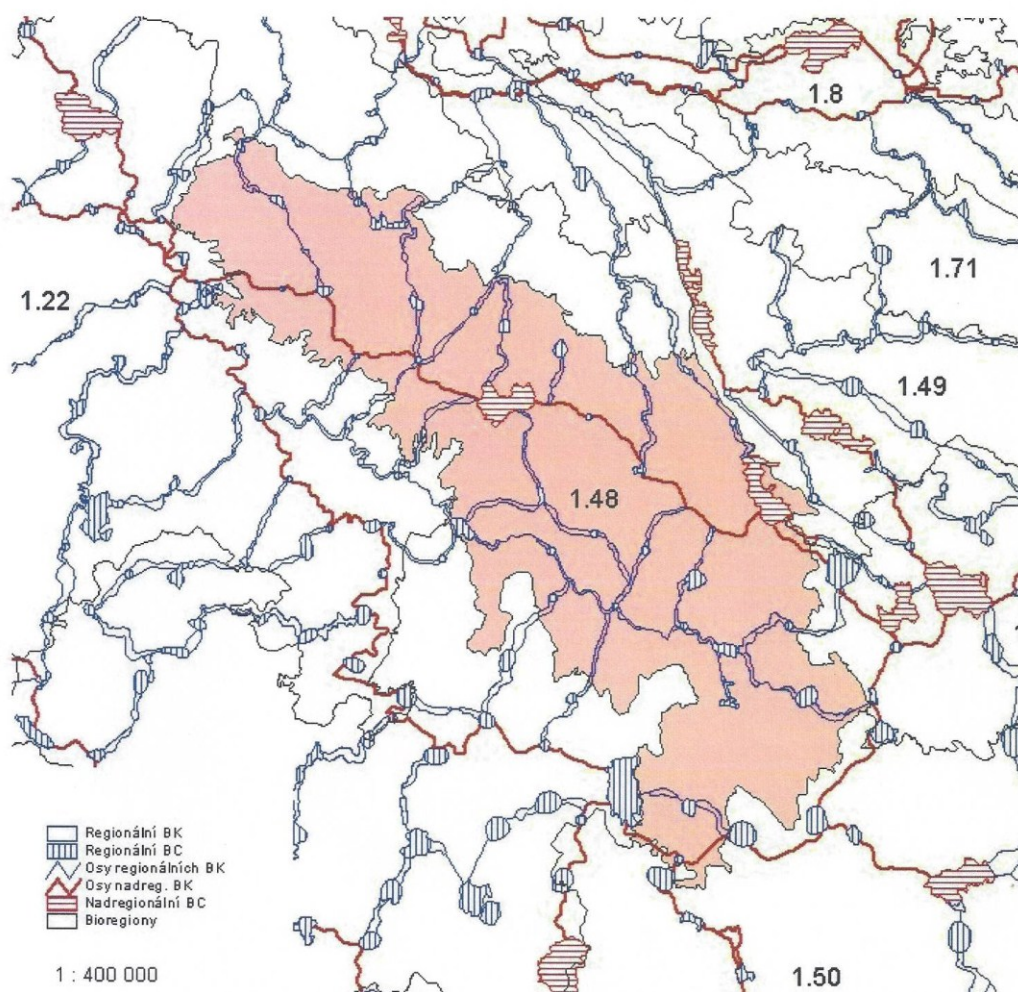 1.8
1.71
1.22
1.49
1.48
Regionální BK
Regionální BC
Osy regionálních BK
Osy nadreg. BK
Nadregionální BC
Bioregiony
1 : 400 000
1.50